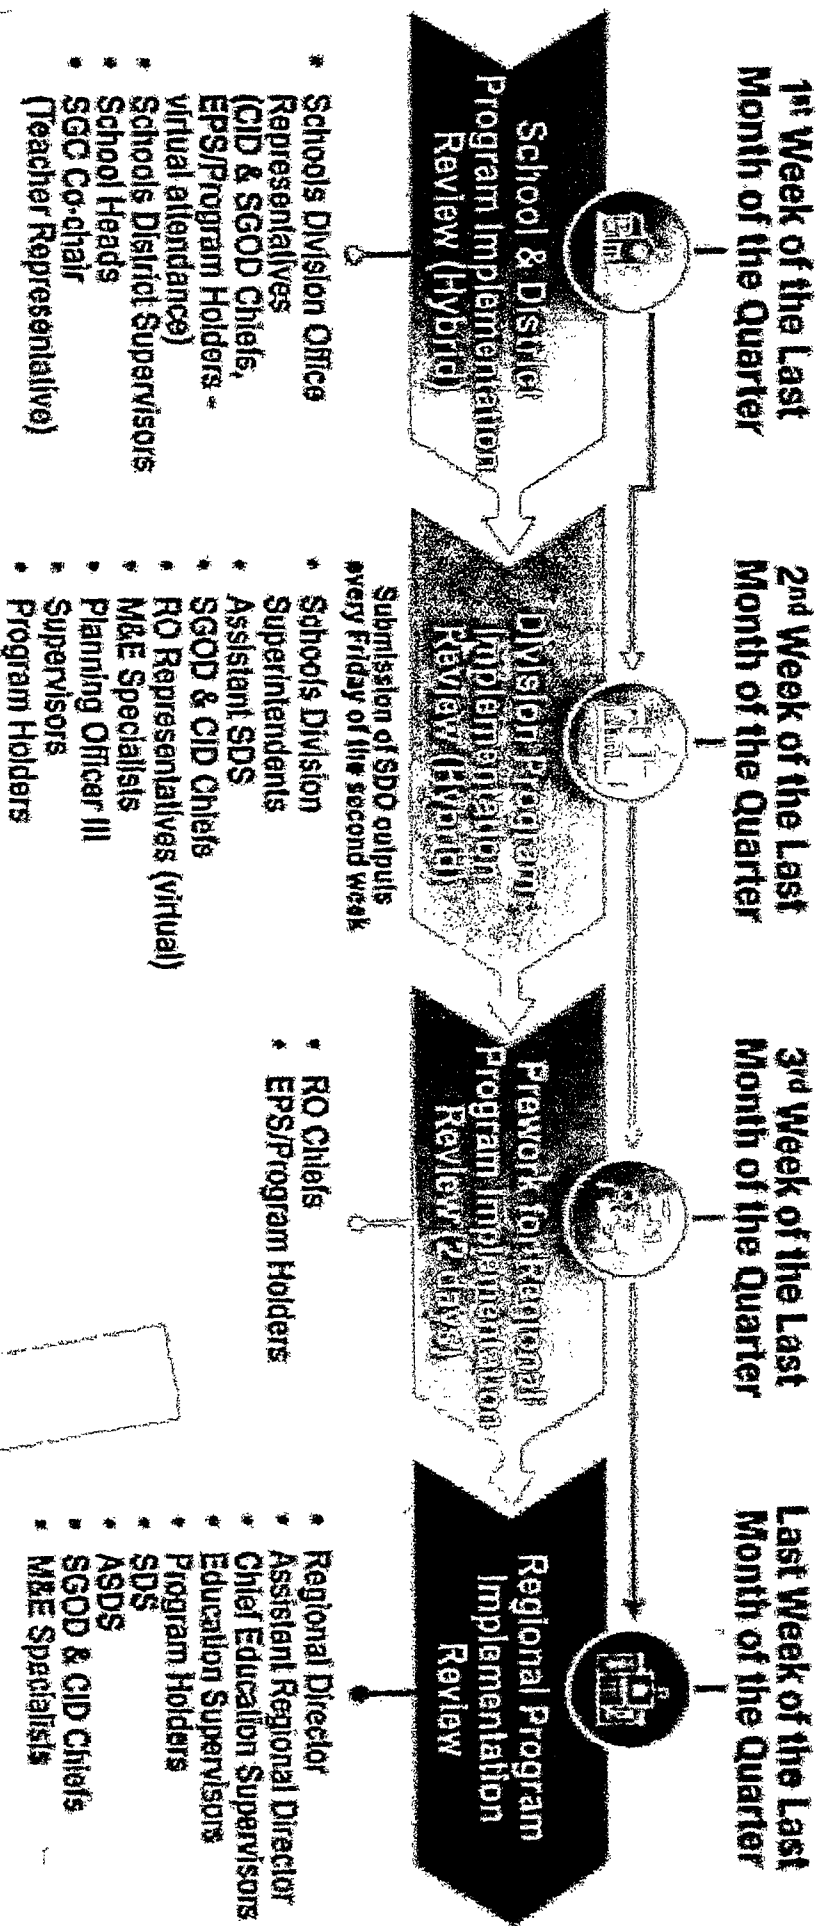 1st Week of the Last
Month of the Quarter
School & District
Program Implementation
Review (Hybrid)
• Schools Division Office
Representatives
(CID & SGOD Chiefs,
EPS/Program Holders -
virtual attendance)
• Schools District Supervisors
• School Heads
• SGC Co-chair
(Teacher Representative)
2nd Week of the Last
Month of the Quarter
Division Program
Implementation
Review (Hybrid)
Submission of SDO outputs
every Friday of the second week
• Schools Division
Superintendents
• Assistant SDS
• SGOD & CID Chiefs
• RO Representatives (virtual)
• M&E Specialists
• Planning Officer III
• Supervisors
• Program Holders
3rd Week of the Last
Month of the Quarter
Prework for Regional
Program Implementation
Review (2 days)
• RO Chiefs
• EPS/Program Holders
Last Week of the Last
Month of the Quarter
Regional Program
Implementation
Review
• Regional Director
• Assistant Regional Director
• Chief Education Supervisors
• Education Supervisors
• Program Holders
• SDS
• ASDS
• SGOD & CID Chiefs
• M&E Specialists